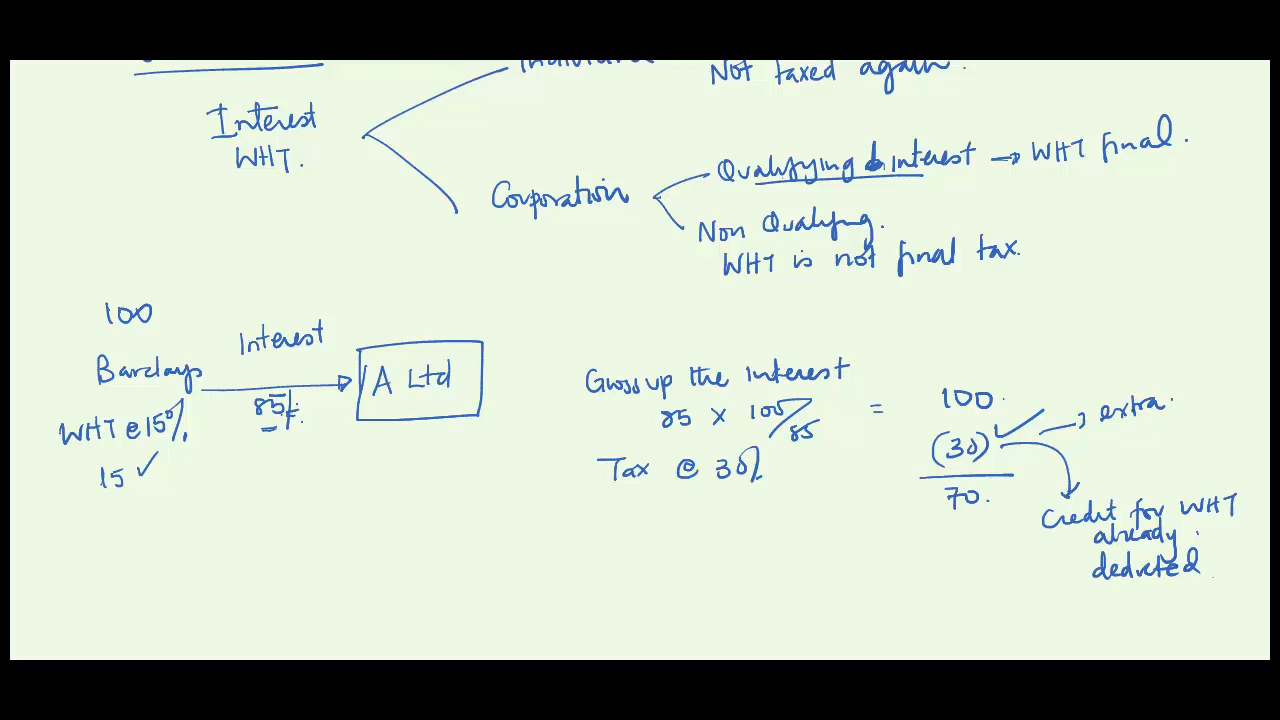 Individual
Not taxed again.
Interest
WHT.
Qualifying interest → WHT final.
Corporation
Non Qualifying.
WHT is not final tax.
100
Interest
Barclays
A Ltd
85/=
WHT @ 15%
15 ✓
Gross up the interest
85 × 100/85 = 100.
(30) ✓ → extra.
Tax @ 30%
70.
Credit for WHT
already
deducted